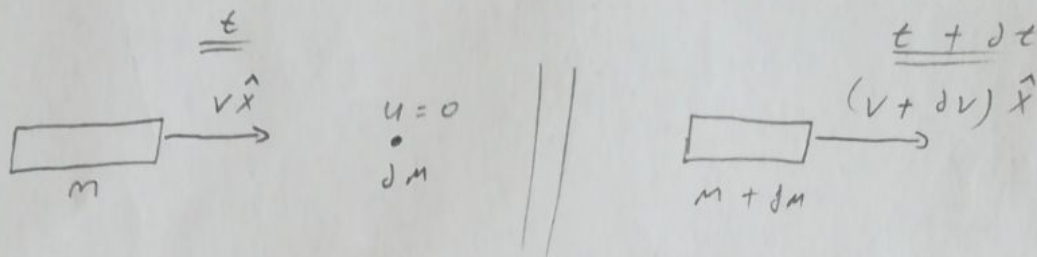 t
v x̂
u = 0
m
dm
t + dt
(v + dv) x̂
m + dm